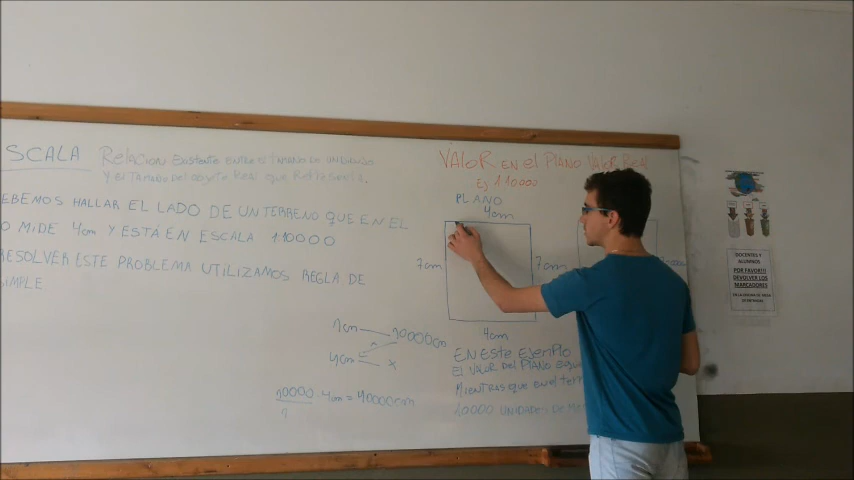 SCALA RELACION EXISTENTE ENTRE EL TAMAÑO DE UN DIBUJO
Y EL TAMAÑO DEL OBJETO REAL QUE REPRESENTA.
EBEMOS HALLAR EL LADO DE UN TERRENO QUE EN EL
O MIDE 4cm Y ESTÁ EN ESCALA 1:10000
RESOLVER ESTE PROBLEMA UTILIZAMOS REGLA DE
SIMPLE
1cm 10000cm
4cm x
10000 . 4cm = 40000cm
1
VALOR EN EL PLANO VALOR REAL
Ej 1:10000
PLANO
4cm
7cm
7cm
4cm
EN ESTE EJEMPLO
EL VALOR DEL PLANO
MIENTRAS QUE EN EL
10000 UNIDADES DE
DOCENTES Y
ALUMNOS
POR FAVOR
DEVOLVER LOS
MARCADORES